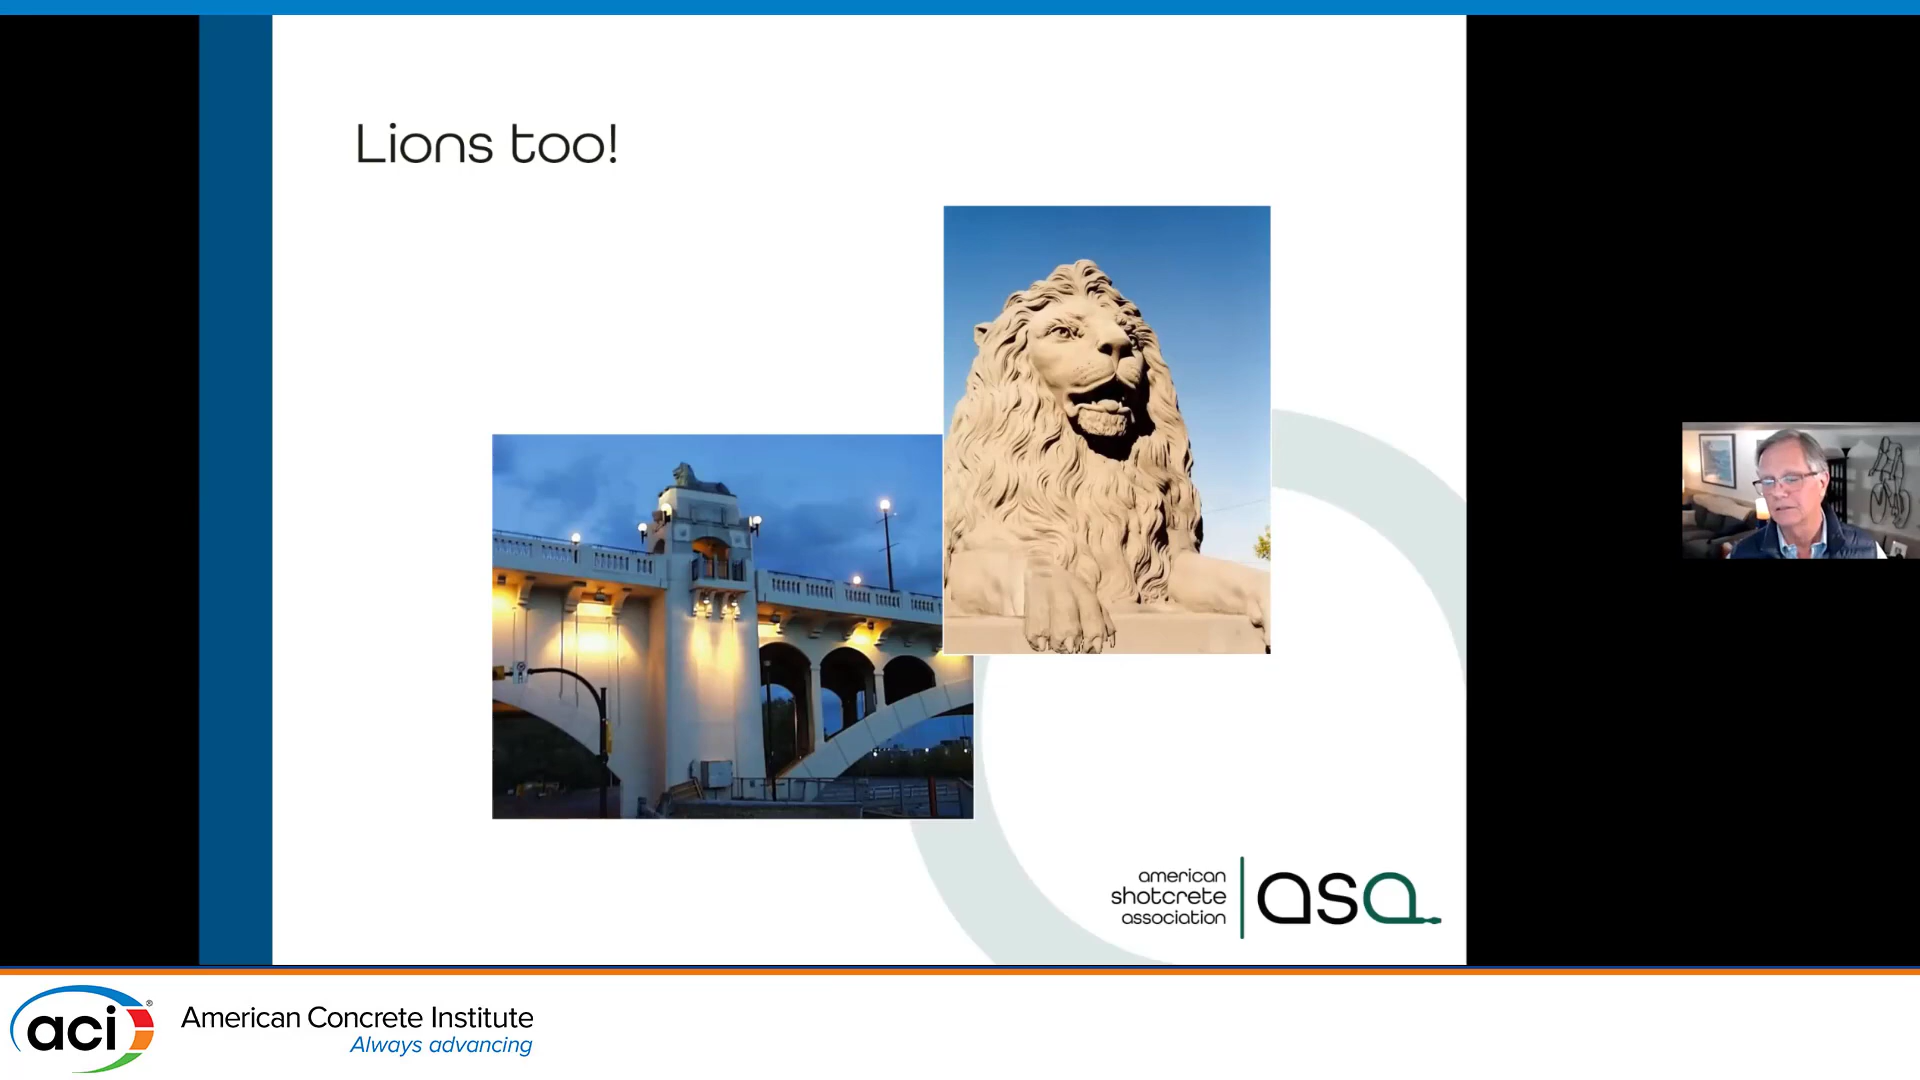 Lions too!
american
shotcrete
association
asa
aci®
American Concrete Institute
Always advancing